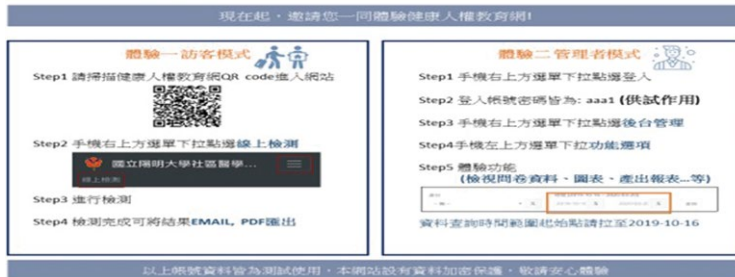 現在起，邀請您一同體驗健康人權教育網!
體驗一 訪客模式
Step1 請掃描健康人權教育網QR code進入網站
Step2 手機右上方選單下拉點選線上檢測
國立陽明大學社區醫學...
線上檢測
Step3 進行檢測
Step4 檢測完成可將結果EMAIL, PDF匯出
體驗二 管理者模式
Step1 手機右上方選單下拉點選登入
Step2 登入帳號密碼皆為: aaa1 (供試作用)
Step3 手機右上方選單下拉點選後台管理
Step4手機左上方選單下拉功能選項
Step5 體驗功能
(檢視問卷資料、圖表、產出報表...等)
資料查詢時間範圍起始點請拉至2019-10-16
以上帳號資料皆為測試使用，本網站設有資料加密保護，敬請安心體驗